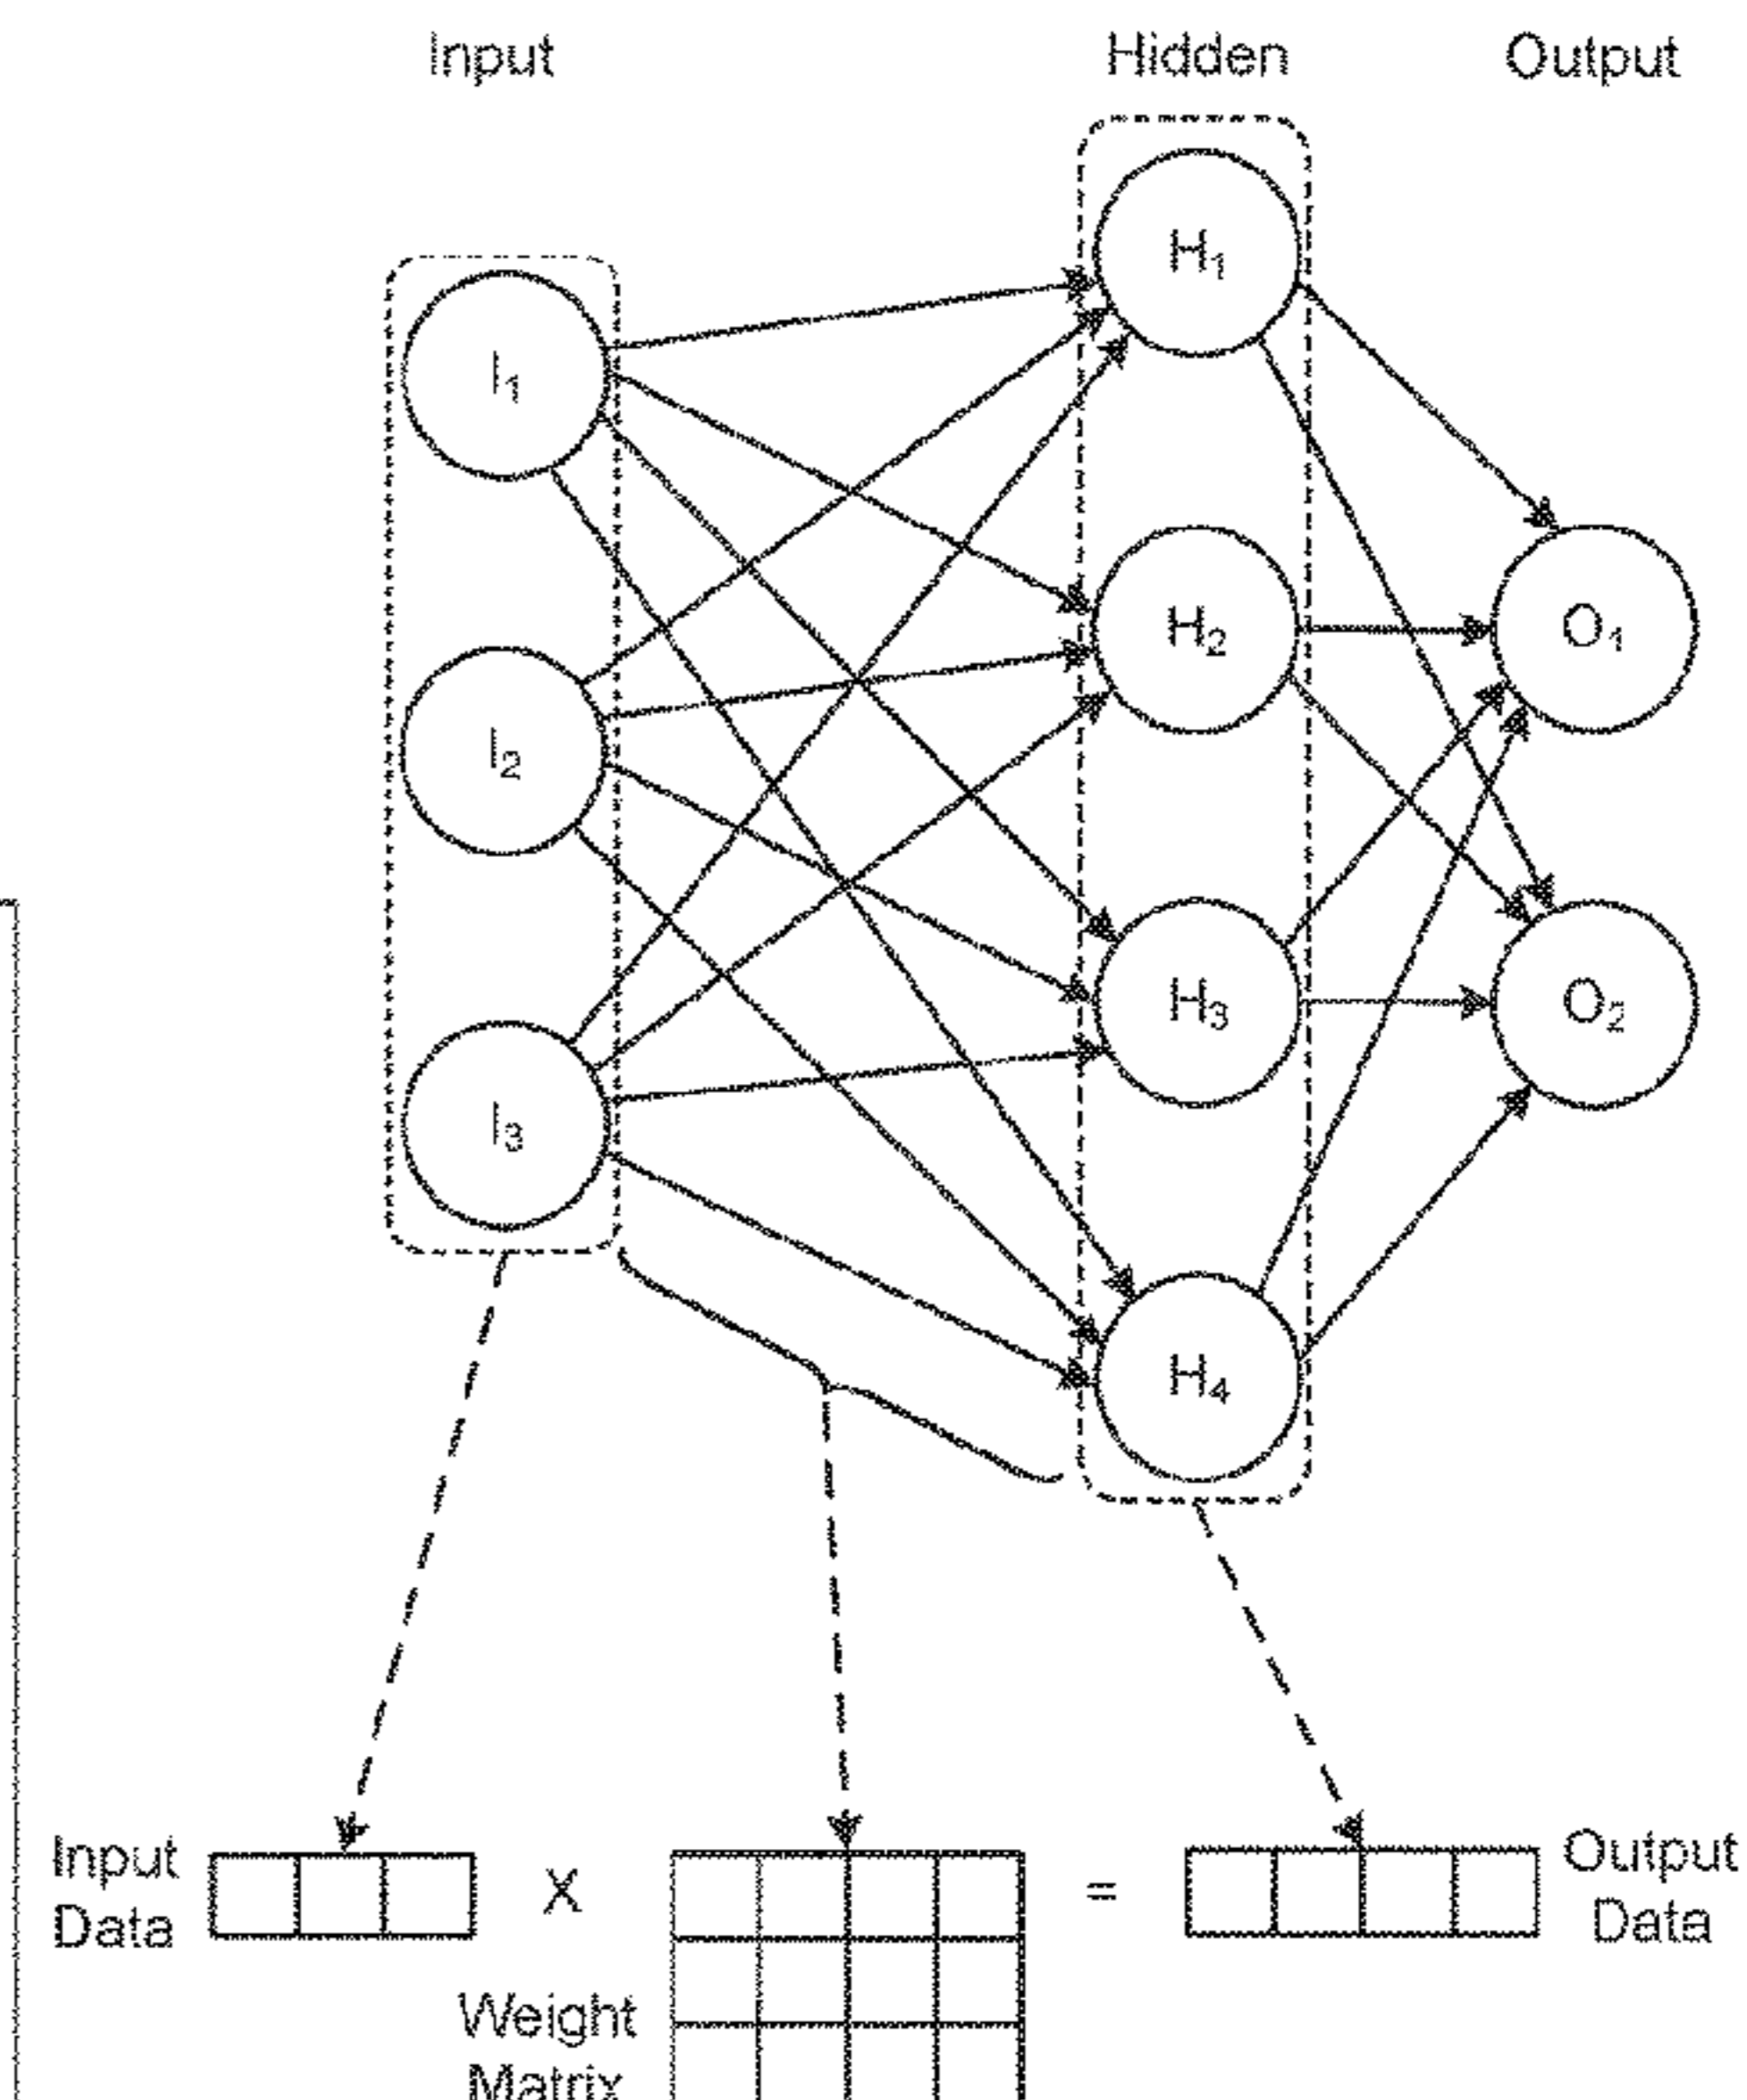 Input Hidden Output
H₁
I₁
H₂ O₁
I₂
H₃ O₂
I₃
H₄
Input Data X = Output Data
Weight Matrix